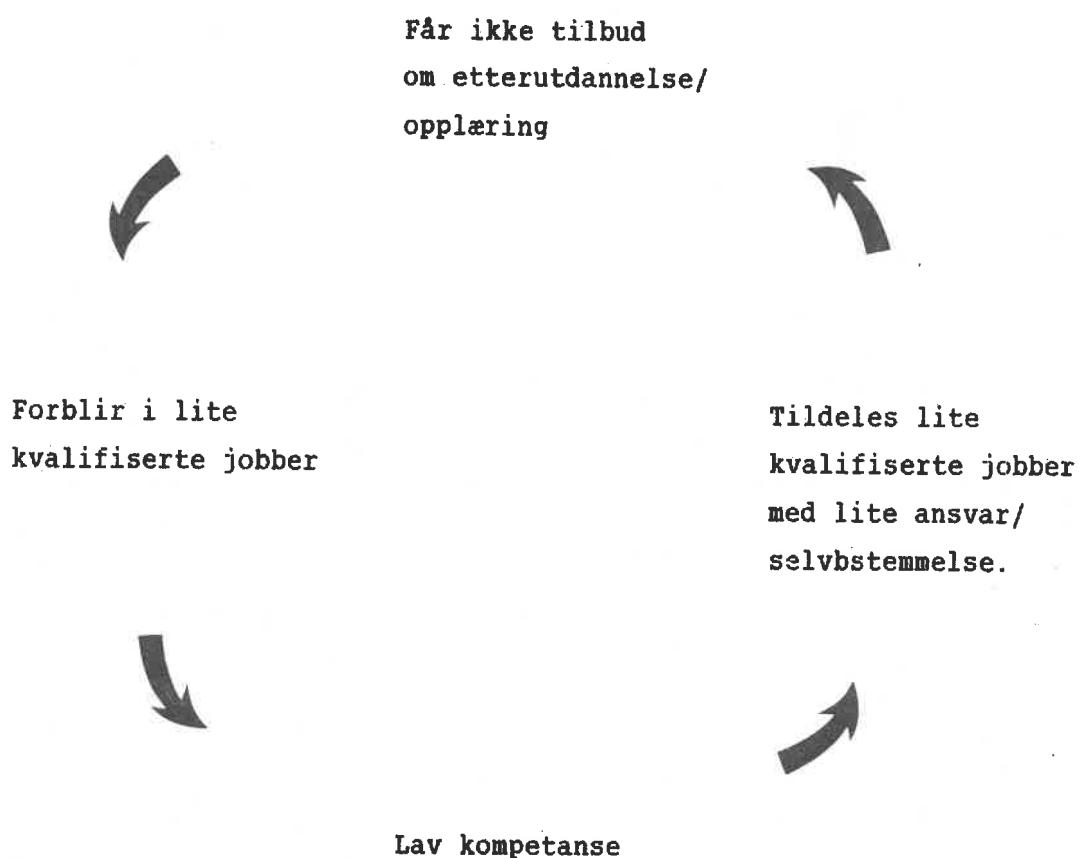 Får ikke tilbud
om etterutdannelse/
opplæring
Forblir i lite
kvalifiserte jobber
Tildeles lite
kvalifiserte jobber
med lite ansvar/
selvbstemmelse.
Lav kompetanse